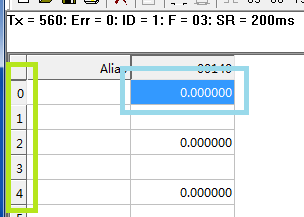 Tx = 560: Err = 0: ID = 1: F = 03: SR = 200ms
Alias
0 0.000000
1
2 0.000000
3
4 0.000000